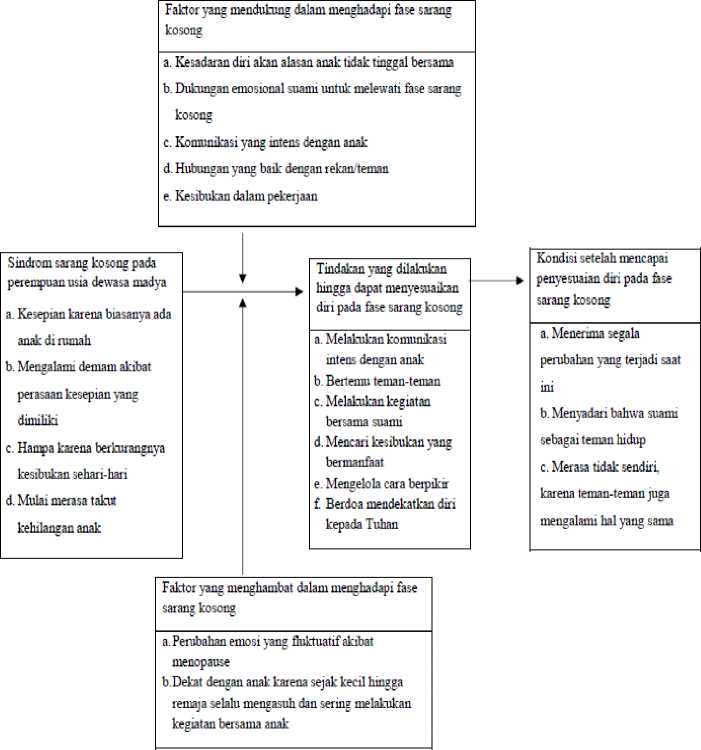 Faktor yang mendukung dalam menghadapi fase sarang
kosong
a. Kesadaran diri akan alasan anak tidak tinggal bersama
b. Dukungan emosional suami untuk melewati fase sarang
kosong
c. Komunikasi yang intens dengan anak
d. Hubungan yang baik dengan rekan/teman
e. Kesibukan dalam pekerjaan
Sindrom sarang kosong pada
perempuan usia dewasa madya
a. Kesepian karena biasanya ada
anak di rumah
b. Mengalami demam akibat
perasaan kesepian yang
dimiliki
c. Hampa karena berkurangnya
kesibukan sehari-hari
d. Mulai merasa takut
kehilangan anak
Tindakan yang dilakukan
hingga dapat menyesuaikan
diri pada fase sarang kosong
a. Melakukan komunikasi
intens dengan anak
b. Bertemu teman-teman
c. Melakukan kegiatan
bersama suami
d. Mencari kesibukan yang
bermanfaat
e. Mengelola cara berpikir
f. Berdoa mendekatkan diri
kepada Tuhan
Kondisi setelah mencapai
penyesuaian diri pada fase
sarang kosong
a. Menerima segala
perubahan yang terjadi saat
ini
b. Menyadari bahwa suami
sebagai teman hidup
c. Merasa tidak sendiri,
karena teman-teman juga
mengalami hal yang sama
Faktor yang menghambat dalam menghadapi fase
sarang kosong
a. Perubahan emosi yang fluktuatif akibat
menopause
b. Dekat dengan anak karena sejak kecil hingga
remaja selalu mengasuh dan sering melakukan
kegiatan bersama anak